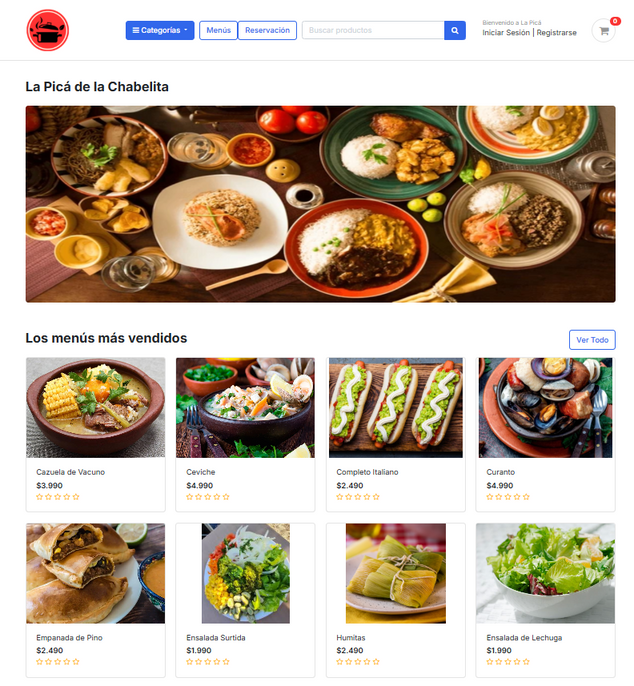 Categorías
Menús
Reservación
Buscar productos
Bienvenido a La Picá
Iniciar Sesión | Registrarse
0
La Picá de la Chabelita
Los menús más vendidos
Ver Todo
Cazuela de Vacuno
$3.990
Ceviche
$4.990
Completo Italiano
$2.490
Curanto
$4.990
Empanada de Pino
$2.490
Ensalada Surtida
$1.990
Humitas
$2.490
Ensalada de Lechuga
$1.990